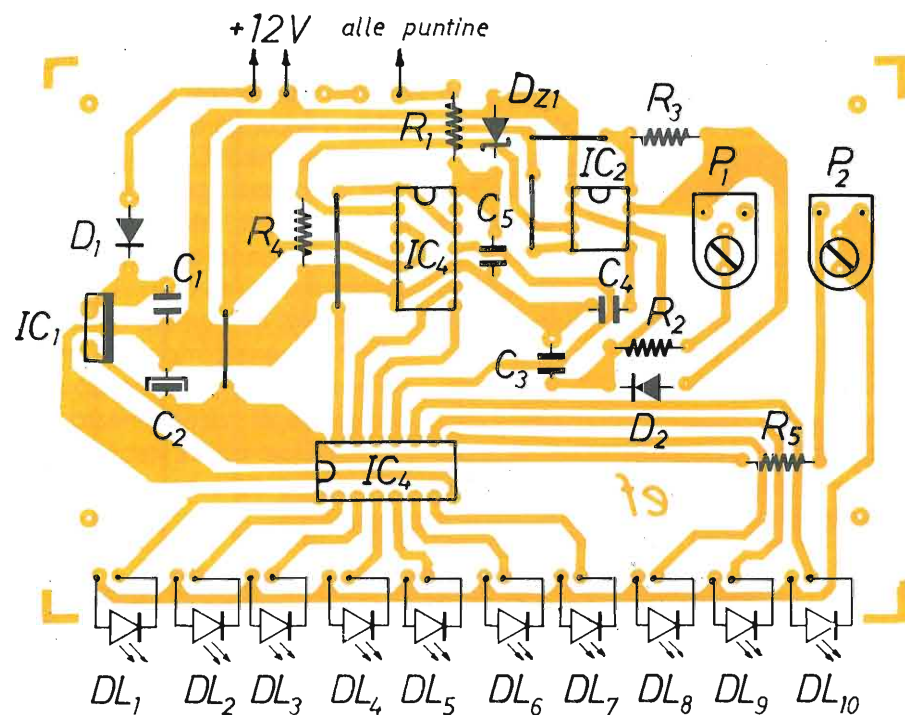 +12V alle puntine
DZ1
R3
R1
IC2
P1
P2
C5
D1
R4
IC4
C1
C4
IC1
R2
C3
C2
D2
R5
IC4
ef
DL1 DL2 DL3 DL4 DL5 DL6 DL7 DL8 DL9 DL10